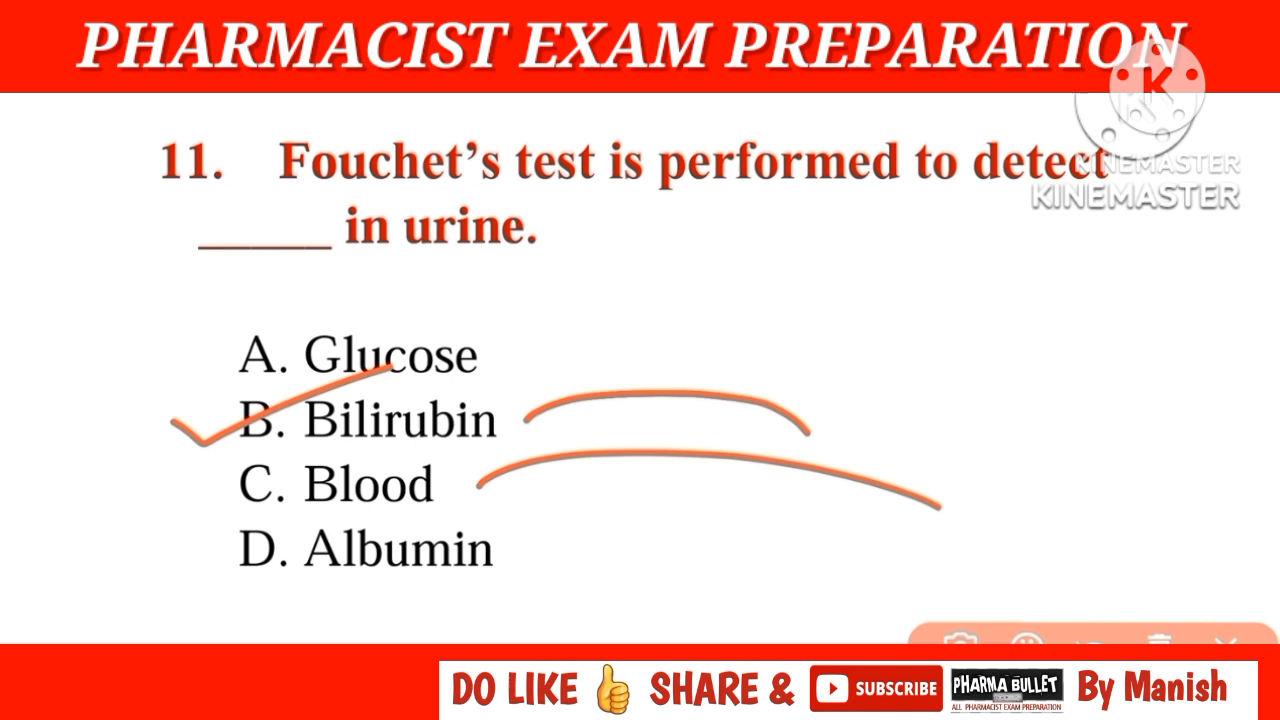 PHARMACIST EXAM PREPARATION
K
KINEMASTER
KINEMASTER
11. Fouchet’s test is performed to detect
_____ in urine.
A. Glucose
B. Bilirubin
C. Blood
D. Albumin
DO LIKE 👍 SHARE & SUBSCRIBE PHARMA BULLET By Manish
ALL PHARMACIST EXAM PREPARATION